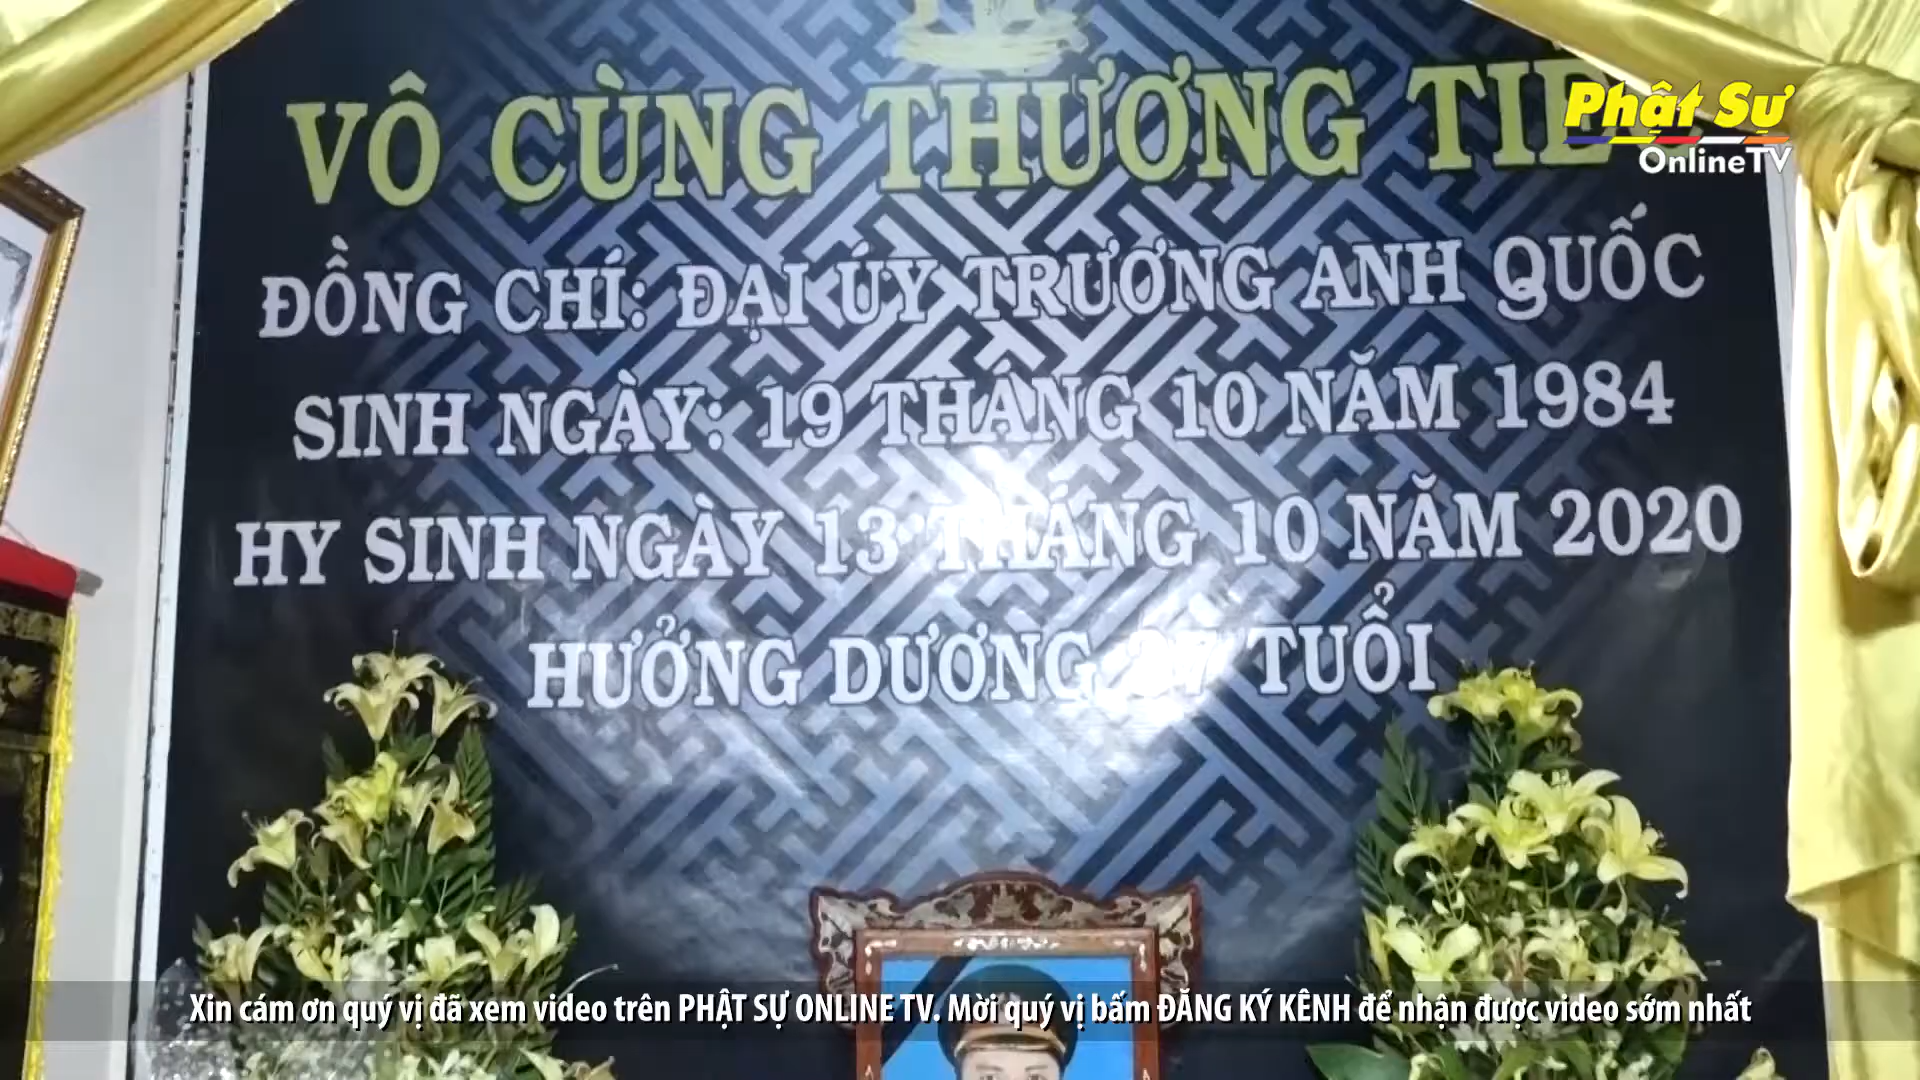 VÔ CÙNG THƯƠNG
Phật Sự
OnlineTV
ĐỒNG CHÍ: ĐẠI ÚY TRƯƠNG ANH QUỐC
SINH NGÀY: 19 THÁNG 10 NĂM 1984
HY SINH NGÀY 13 THÁNG 10 NĂM 2020
HƯỞNG DƯƠNG TUỔI
Xin cám ơn quý vị đã xem video trên PHẬT SỰ ONLINE TV. Mời quý vị bấm ĐĂNG KÝ KÊNH để nhận được video sớm nhất